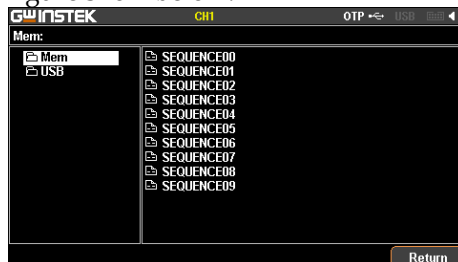 GWINSTEK CH1 OTP USB
Mem:
Mem
USB
SEQUENCE00
SEQUENCE01
SEQUENCE02
SEQUENCE03
SEQUENCE04
SEQUENCE05
SEQUENCE06
SEQUENCE07
SEQUENCE08
SEQUENCE09
Return